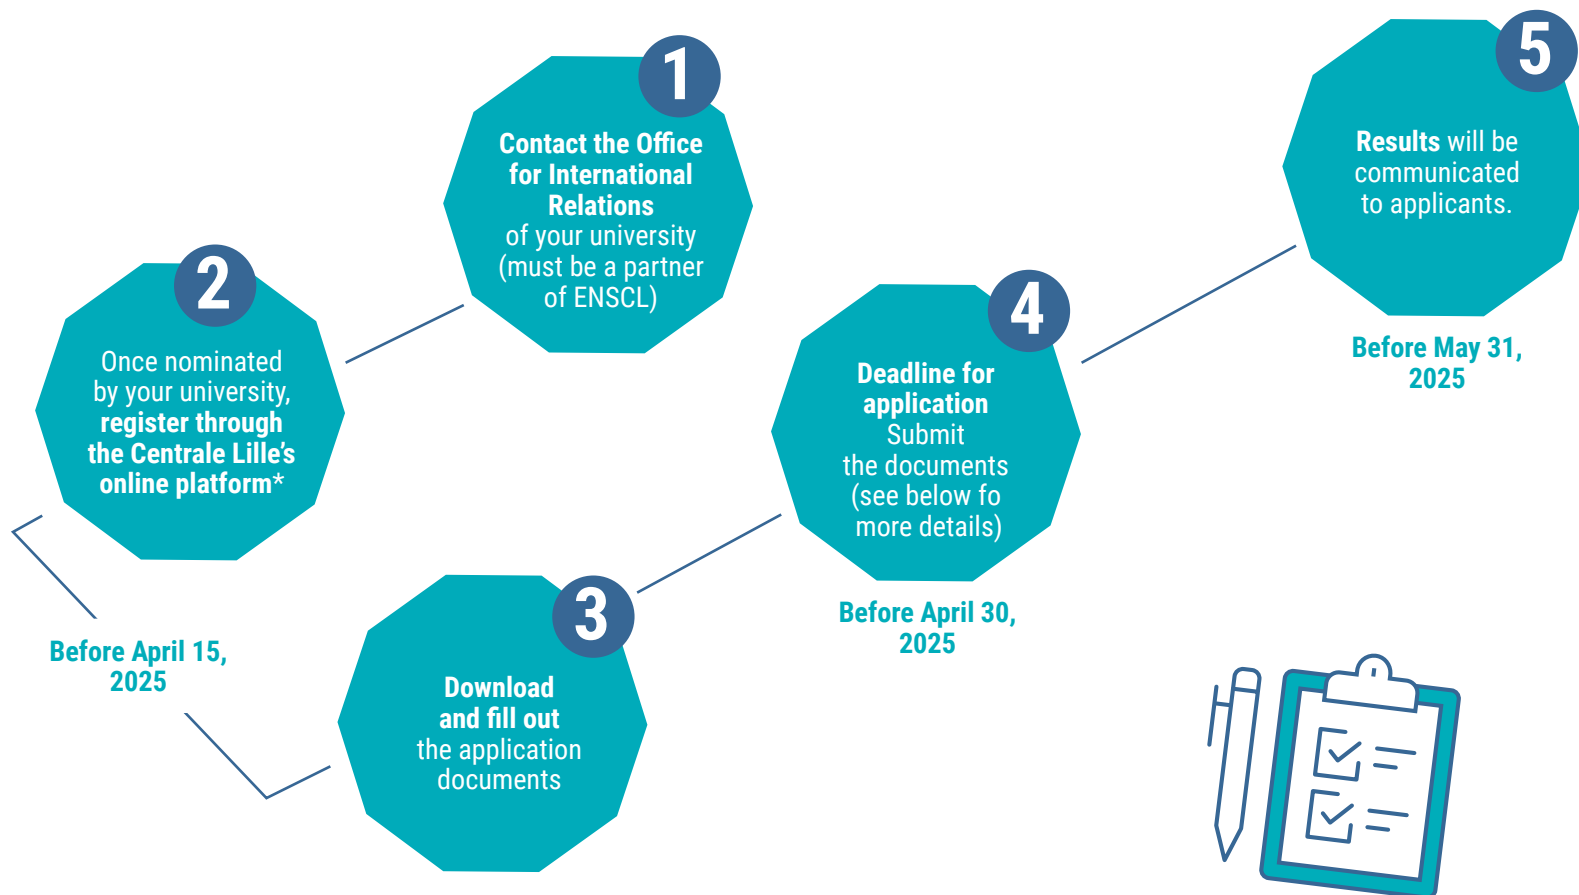 1
Contact the Office
for International
Relations
of your university
(must be a partner
of ENSCL)
2
Once nominated
by your university,
register through
the Centrale Lille's
online platform*
Before April 15,
2025
3
Download
and fill out
the application
documents
4
Deadline for
application
Submit
the documents
(see below fo
more details)
Before April 30,
2025
5
Results will be
communicated
to applicants.
Before May 31,
2025